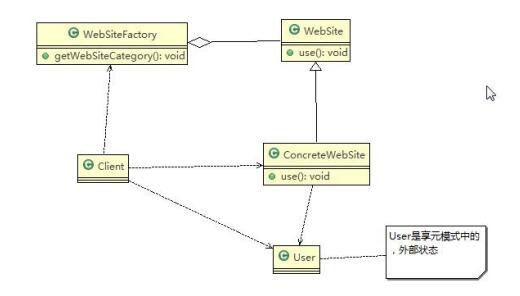 WebSiteFactory
getWebSiteCategory(): void
WebSite
use(): void
Client
ConcreteWebSite
use(): void
User
User是享元模式中的
，外部状态